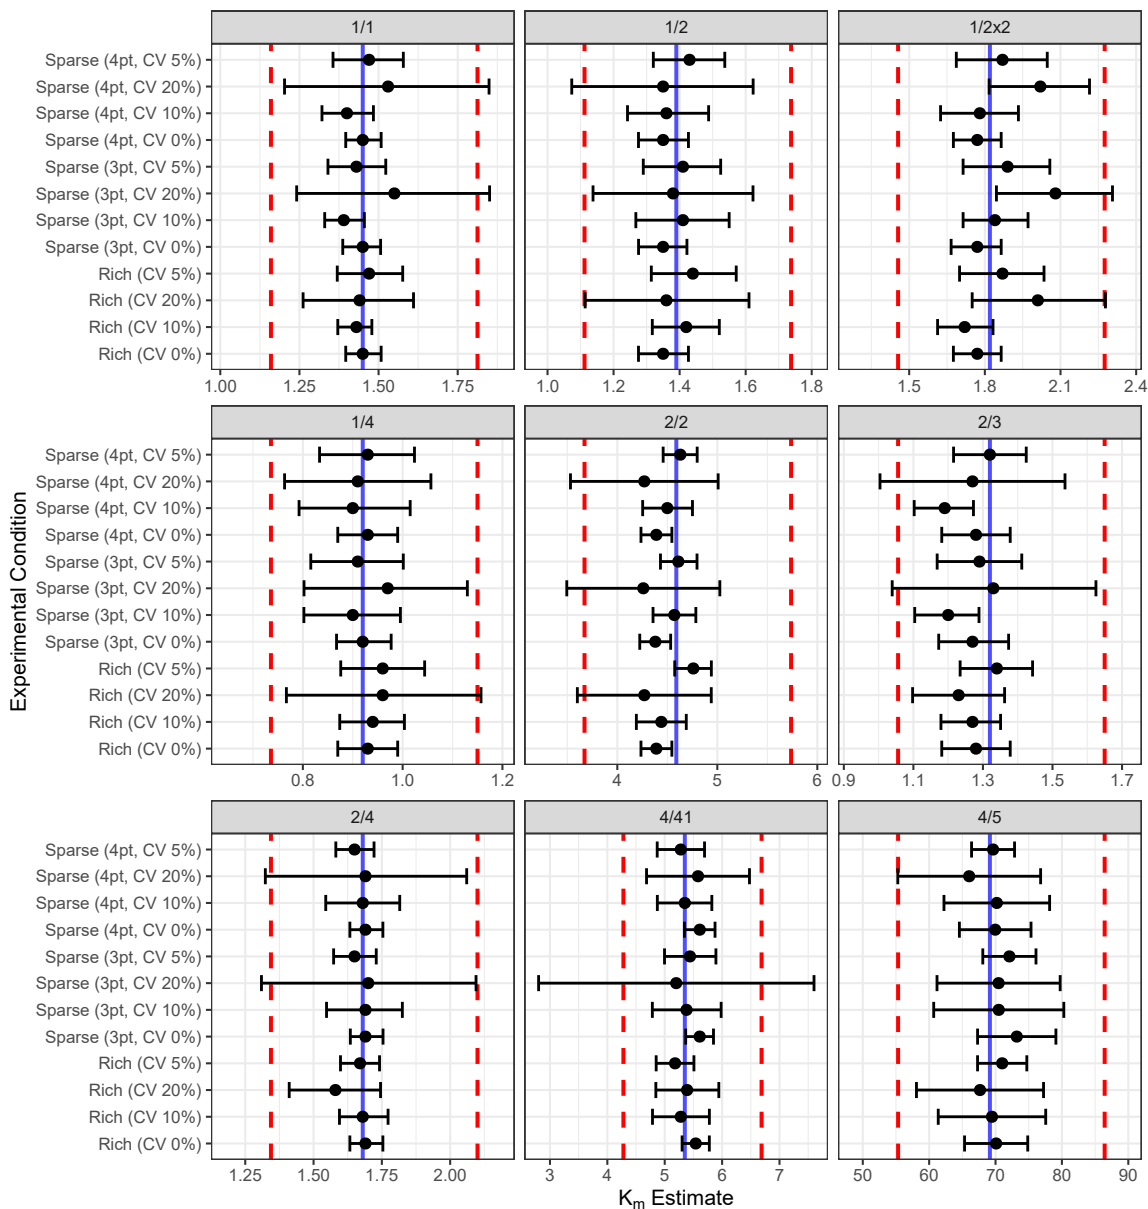 1/1
1/2
1/2x2
Sparse (4pt, CV 5%)
Sparse (4pt, CV 20%)
Sparse (4pt, CV 10%)
Sparse (4pt, CV 0%)
Sparse (3pt, CV 5%)
Sparse (3pt, CV 20%)
Sparse (3pt, CV 10%)
Sparse (3pt, CV 0%)
Rich (CV 5%)
Rich (CV 20%)
Rich (CV 10%)
Rich (CV 0%)
1.00 1.25 1.50 1.75
1.0 1.2 1.4 1.6 1.8
1.5 1.8 2.1 2.4
1/4
2/2
2/3
Sparse (4pt, CV 5%)
Sparse (4pt, CV 20%)
Sparse (4pt, CV 10%)
Sparse (4pt, CV 0%)
Sparse (3pt, CV 5%)
Sparse (3pt, CV 20%)
Sparse (3pt, CV 10%)
Sparse (3pt, CV 0%)
Rich (CV 5%)
Rich (CV 20%)
Rich (CV 10%)
Rich (CV 0%)
0.8 1.0 1.2
4 5 6
0.9 1.1 1.3 1.5 1.7
Experimental Condition
2/4
4/41
4/5
Sparse (4pt, CV 5%)
Sparse (4pt, CV 20%)
Sparse (4pt, CV 10%)
Sparse (4pt, CV 0%)
Sparse (3pt, CV 5%)
Sparse (3pt, CV 20%)
Sparse (3pt, CV 10%)
Sparse (3pt, CV 0%)
Rich (CV 5%)
Rich (CV 20%)
Rich (CV 10%)
Rich (CV 0%)
1.25 1.50 1.75 2.00
3 4 5 6 7
50 60 70 80 90
Km Estimate